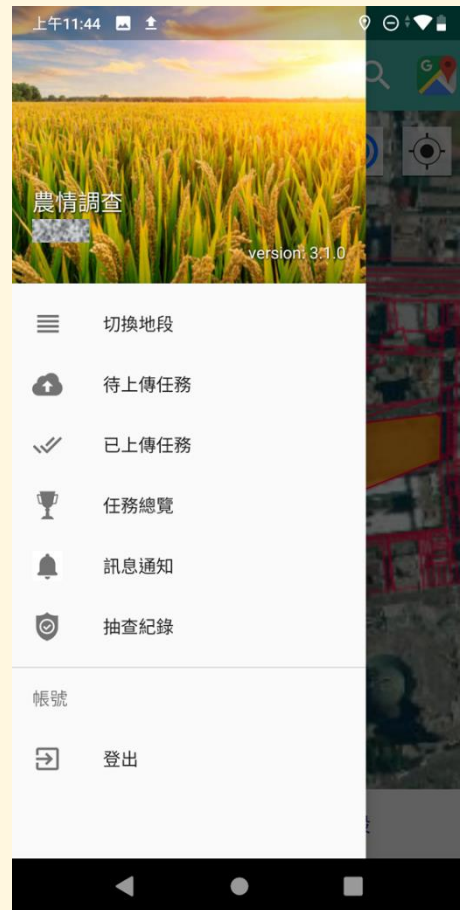 上午11:44
農情調查
version: 3.1.0
切換地段
待上傳任務
已上傳任務
任務總覽
訊息通知
抽查紀錄
帳號
登出